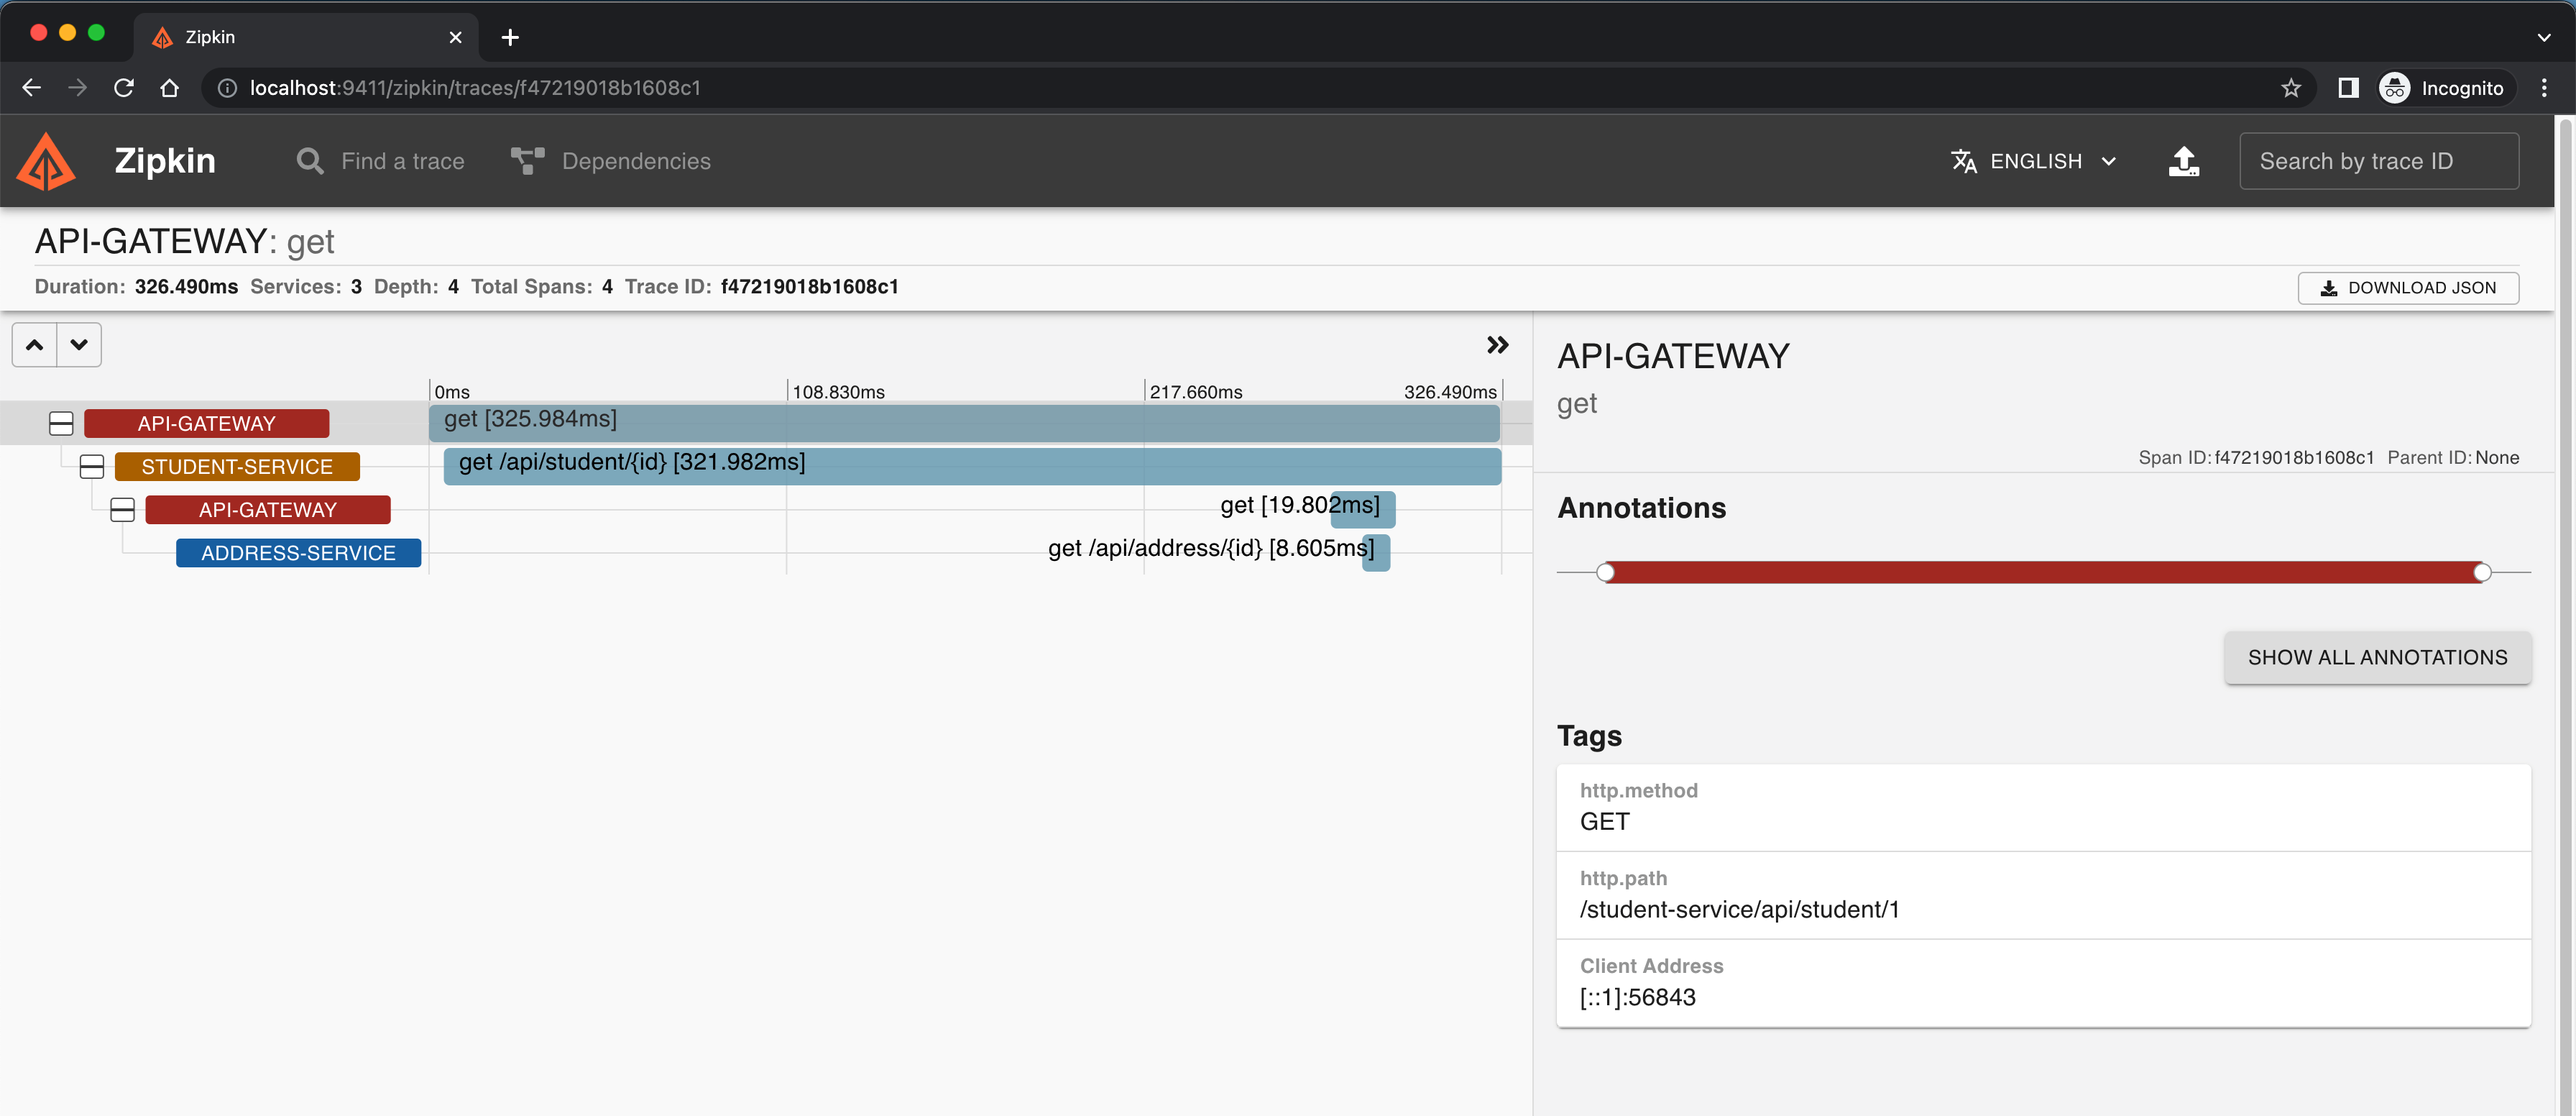 Zipkin
localhost:9411/zipkin/traces/f47219018b1608c1
Incognito
Zipkin
Find a trace
Dependencies
ENGLISH
Search by trace ID
API-GATEWAY: get
Duration: 326.490ms Services: 3 Depth: 4 Total Spans: 4 Trace ID: f47219018b1608c1
DOWNLOAD JSON
0ms 108.830ms 217.660ms 326.490ms
API-GATEWAY get [325.984ms]
STUDENT-SERVICE get /api/student/{id} [321.982ms]
API-GATEWAY get [19.802ms]
ADDRESS-SERVICE get /api/address/{id} [8.605ms]
API-GATEWAY
get
Span ID: f47219018b1608c1 Parent ID: None
Annotations
SHOW ALL ANNOTATIONS
Tags
http.method
GET
http.path
/student-service/api/student/1
Client Address
[::1]:56843